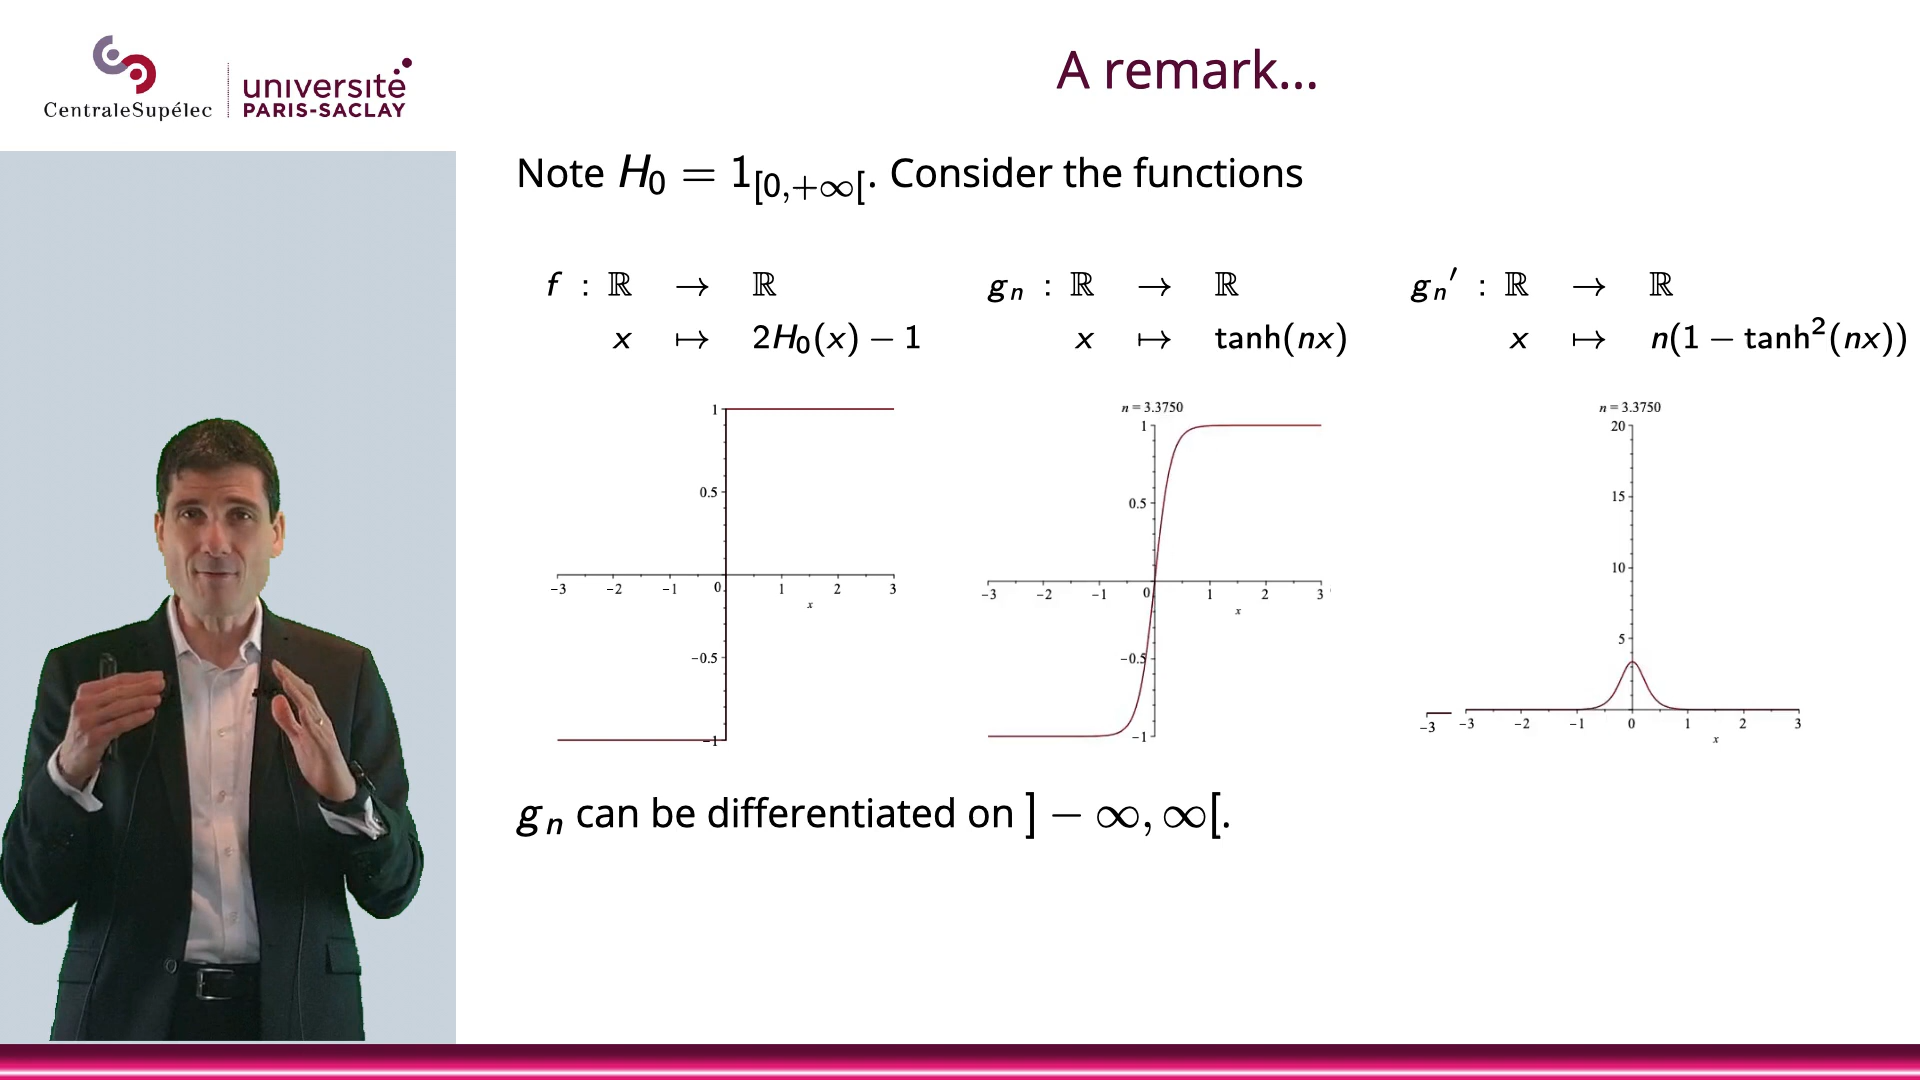 CentraleSupélec
université
PARIS-SACLAY
A remark...
Note H₀ = 1[0,+∞[. Consider the functions
f : ℝ → ℝ
x ↦ 2H₀(x) − 1
gₙ : ℝ → ℝ
x ↦ tanh(nx)
gₙ′ : ℝ → ℝ
x ↦ n(1 − tanh²(nx))
1
0.5
−3 −2 −1 0 1 2 3
x
−0.5
−1
n = 3.3750
1
0.5
−3 −2 −1 0 1 2 3
x
−0.5
−1
n = 3.3750
20
15
10
5
−3 −3 −2 −1 0 1 2 3
x
gₙ can be differentiated on ] − ∞, ∞[.